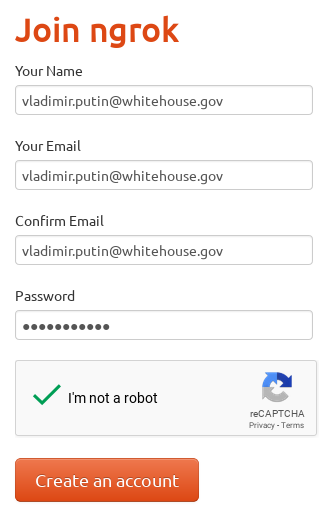 Join ngrok
Your Name
vladimir.putin@whitehouse.gov
Your Email
vladimir.putin@whitehouse.gov
Confirm Email
vladimir.putin@whitehouse.gov
Password
●●●●●●●●●●●
I'm not a robot
reCAPTCHA
Privacy - Terms
Create an account